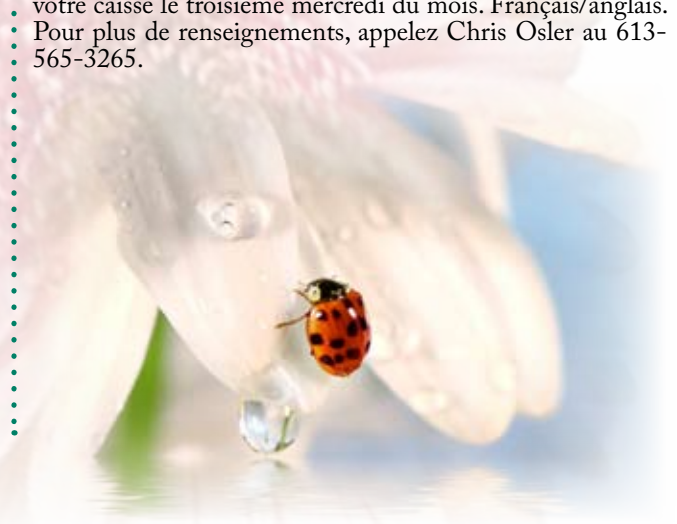 votre caisse le troisième mercredi du mois. Français/anglais.
Pour plus de renseignements, appelez Chris Osler au 613-
565-3265.